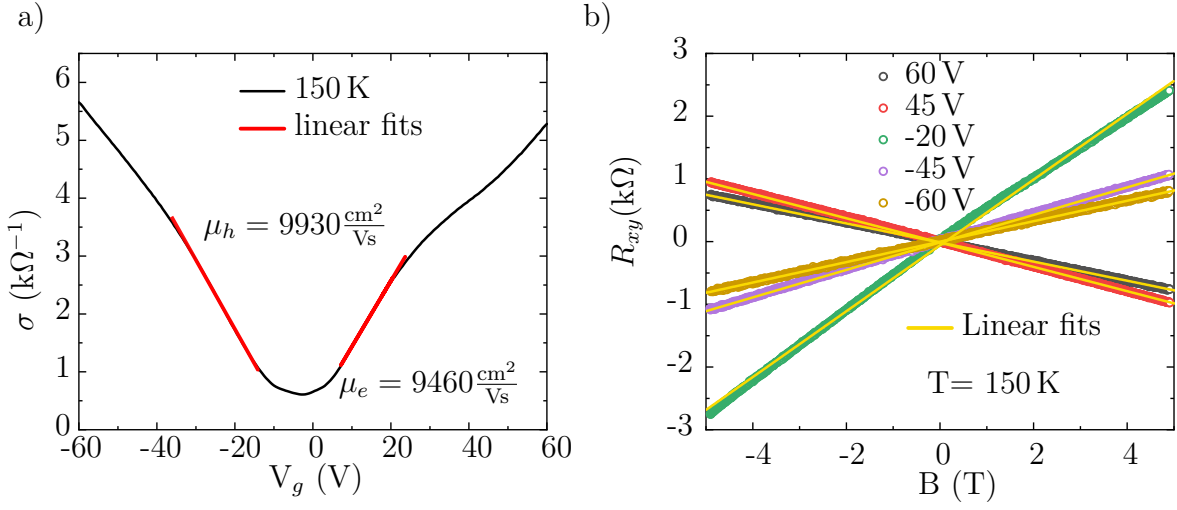 a)
6
5
4
3
2
1
0
σ (kΩ⁻¹)
150 K
linear fits
μh = 9930 cm²/Vs
μe = 9460 cm²/Vs
-60 -40 -20 0 20 40 60
Vg (V)
b)
3
2
1
0
-1
-2
-3
Rxy(kΩ)
60 V
45 V
-20 V
-45 V
-60 V
Linear fits
T= 150 K
-4 -2 0 2 4
B (T)